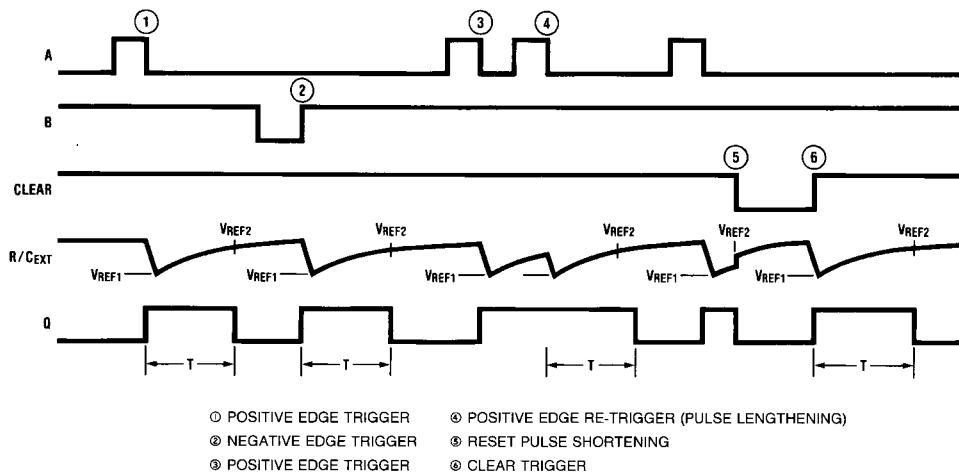 ① ③ ④
A
②
B
⑤ ⑥
CLEAR
VREF2 VREF2 VREF2 VREF2 VREF2
R/CEXT
VREF1 VREF1 VREF1 VREF1 VREF1
Q
T T T T
① POSITIVE EDGE TRIGGER ④ POSITIVE EDGE RE-TRIGGER (PULSE LENGTHENING)
② NEGATIVE EDGE TRIGGER ⑤ RESET PULSE SHORTENING
③ POSITIVE EDGE TRIGGER ⑥ CLEAR TRIGGER